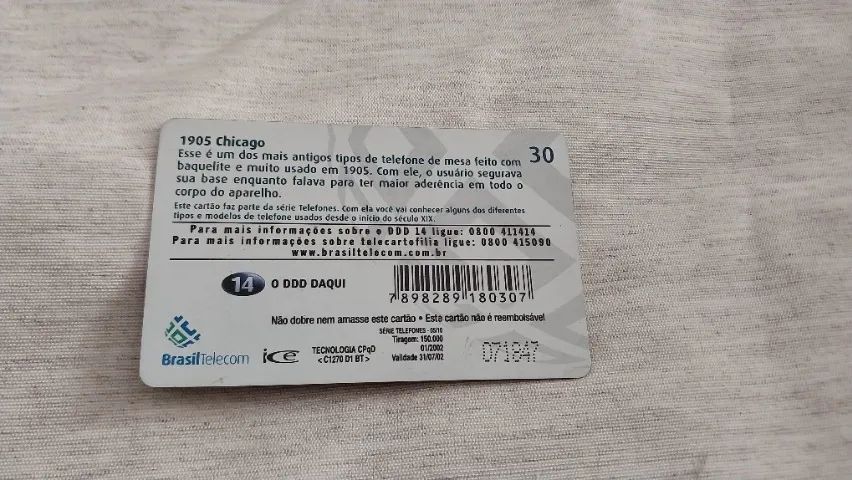 1905 Chicago
Esse é um dos mais antigos tipos de telefone de mesa feito com
baquelite e muito usado em 1905. Com ele, o usuário segurava
sua base enquanto falava para ter maior aderência em todo o
corpo do aparelho.
30
Este cartão faz parte da série Telefones. Com ela você vai conhecer alguns dos diferentes
tipos e modelos de telefone usados desde o início do século XIX.
Para mais informações sobre o DDD 14 ligue: 0800 411414
Para mais informações sobre telecartofilia ligue: 0800 415090
www.brasiltelecom.com.br
14 O DDD DAQUI
7 898289 180307
Não dobre nem amasse este cartão • Este cartão não é reembolsável
BrasilTelecom
ice
TECNOLOGIA CPqD
<C1270 D1 BT>
SÉRIE TELEFONES - 05/10
Tiragem: 150.000
01/2002
Validade 31/07/02
071847